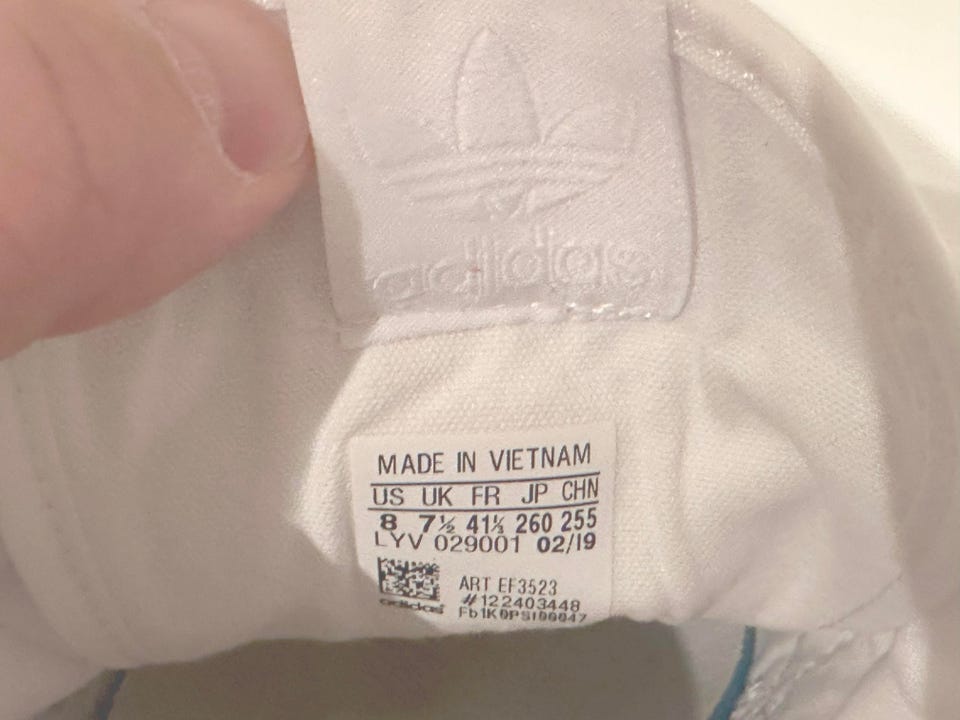 adidas
MADE IN VIETNAM
US UK FR JP CHN
8 7½ 41⅓ 260 255
LYV 029001 02/19
ART EF3523
#122403448
adidas